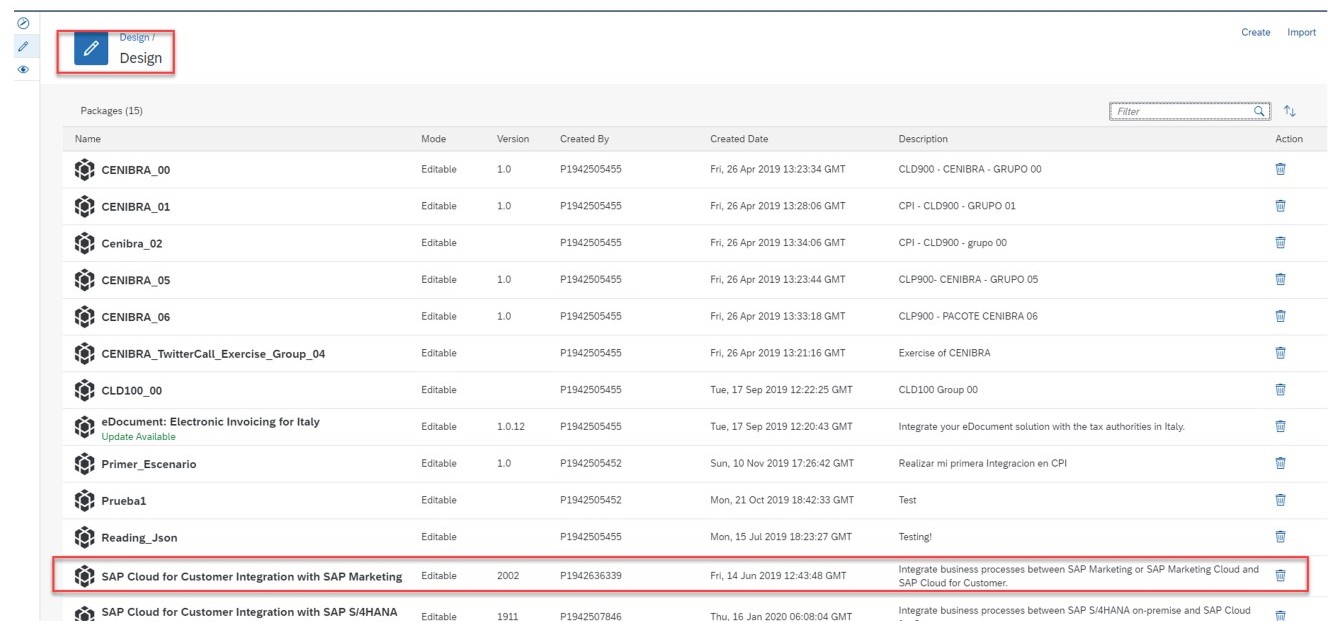 Design /
Design
Create Import
Packages (15)
Filter
Name Mode Version Created By Created Date Description Action
CENIBRA_00 Editable 1.0 P1942505455 Fri, 26 Apr 2019 13:23:34 GMT CLD900 - CENIBRA - GRUPO 00
CENIBRA_01 Editable 1.0 P1942505455 Fri, 26 Apr 2019 13:28:06 GMT CPI - CLD900 - GRUPO 01
Cenibra_02 Editable P1942505455 Fri, 26 Apr 2019 13:34:06 GMT CPI - CLD900 - grupo 00
CENIBRA_05 Editable 1.0 P1942505455 Fri, 26 Apr 2019 13:23:44 GMT CLP900- CENIBRA - GRUPO 05
CENIBRA_06 Editable 1.0 P1942505455 Fri, 26 Apr 2019 13:33:18 GMT CLP900 - PACOTE CENIBRA 06
CENIBRA_TwitterCall_Exercise_Group_04 Editable P1942505455 Fri, 26 Apr 2019 13:21:16 GMT Exercise of CENIBRA
CLD100_00 Editable P1942505455 Tue, 17 Sep 2019 12:22:25 GMT CLD100 Group 00
eDocument: Electronic Invoicing for Italy Editable 1.0.12 P1942505455 Tue, 17 Sep 2019 12:20:43 GMT Integrate your eDocument solution with the tax authorities in Italy.
Update Available
Primer_Escenario Editable 1.0 P1942505452 Sun, 10 Nov 2019 17:26:42 GMT Realizar mi primera Integracion en CPI
Prueba1 Editable P1942505452 Mon, 21 Oct 2019 18:42:33 GMT Test
Reading_Json Editable P1942505455 Mon, 15 Jul 2019 18:23:27 GMT Testing!
SAP Cloud for Customer Integration with SAP Marketing Editable 2002 P1942636339 Fri, 14 Jun 2019 12:43:48 GMT Integrate business processes between SAP Marketing or SAP Marketing Cloud and
SAP Cloud for Customer.
SAP Cloud for Customer Integration with SAP S/4HANA Editable 1911 P1942507846 Thu, 16 Jan 2020 06:08:04 GMT Integrate business processes between SAP S/4HANA on-premise and SAP Cloud